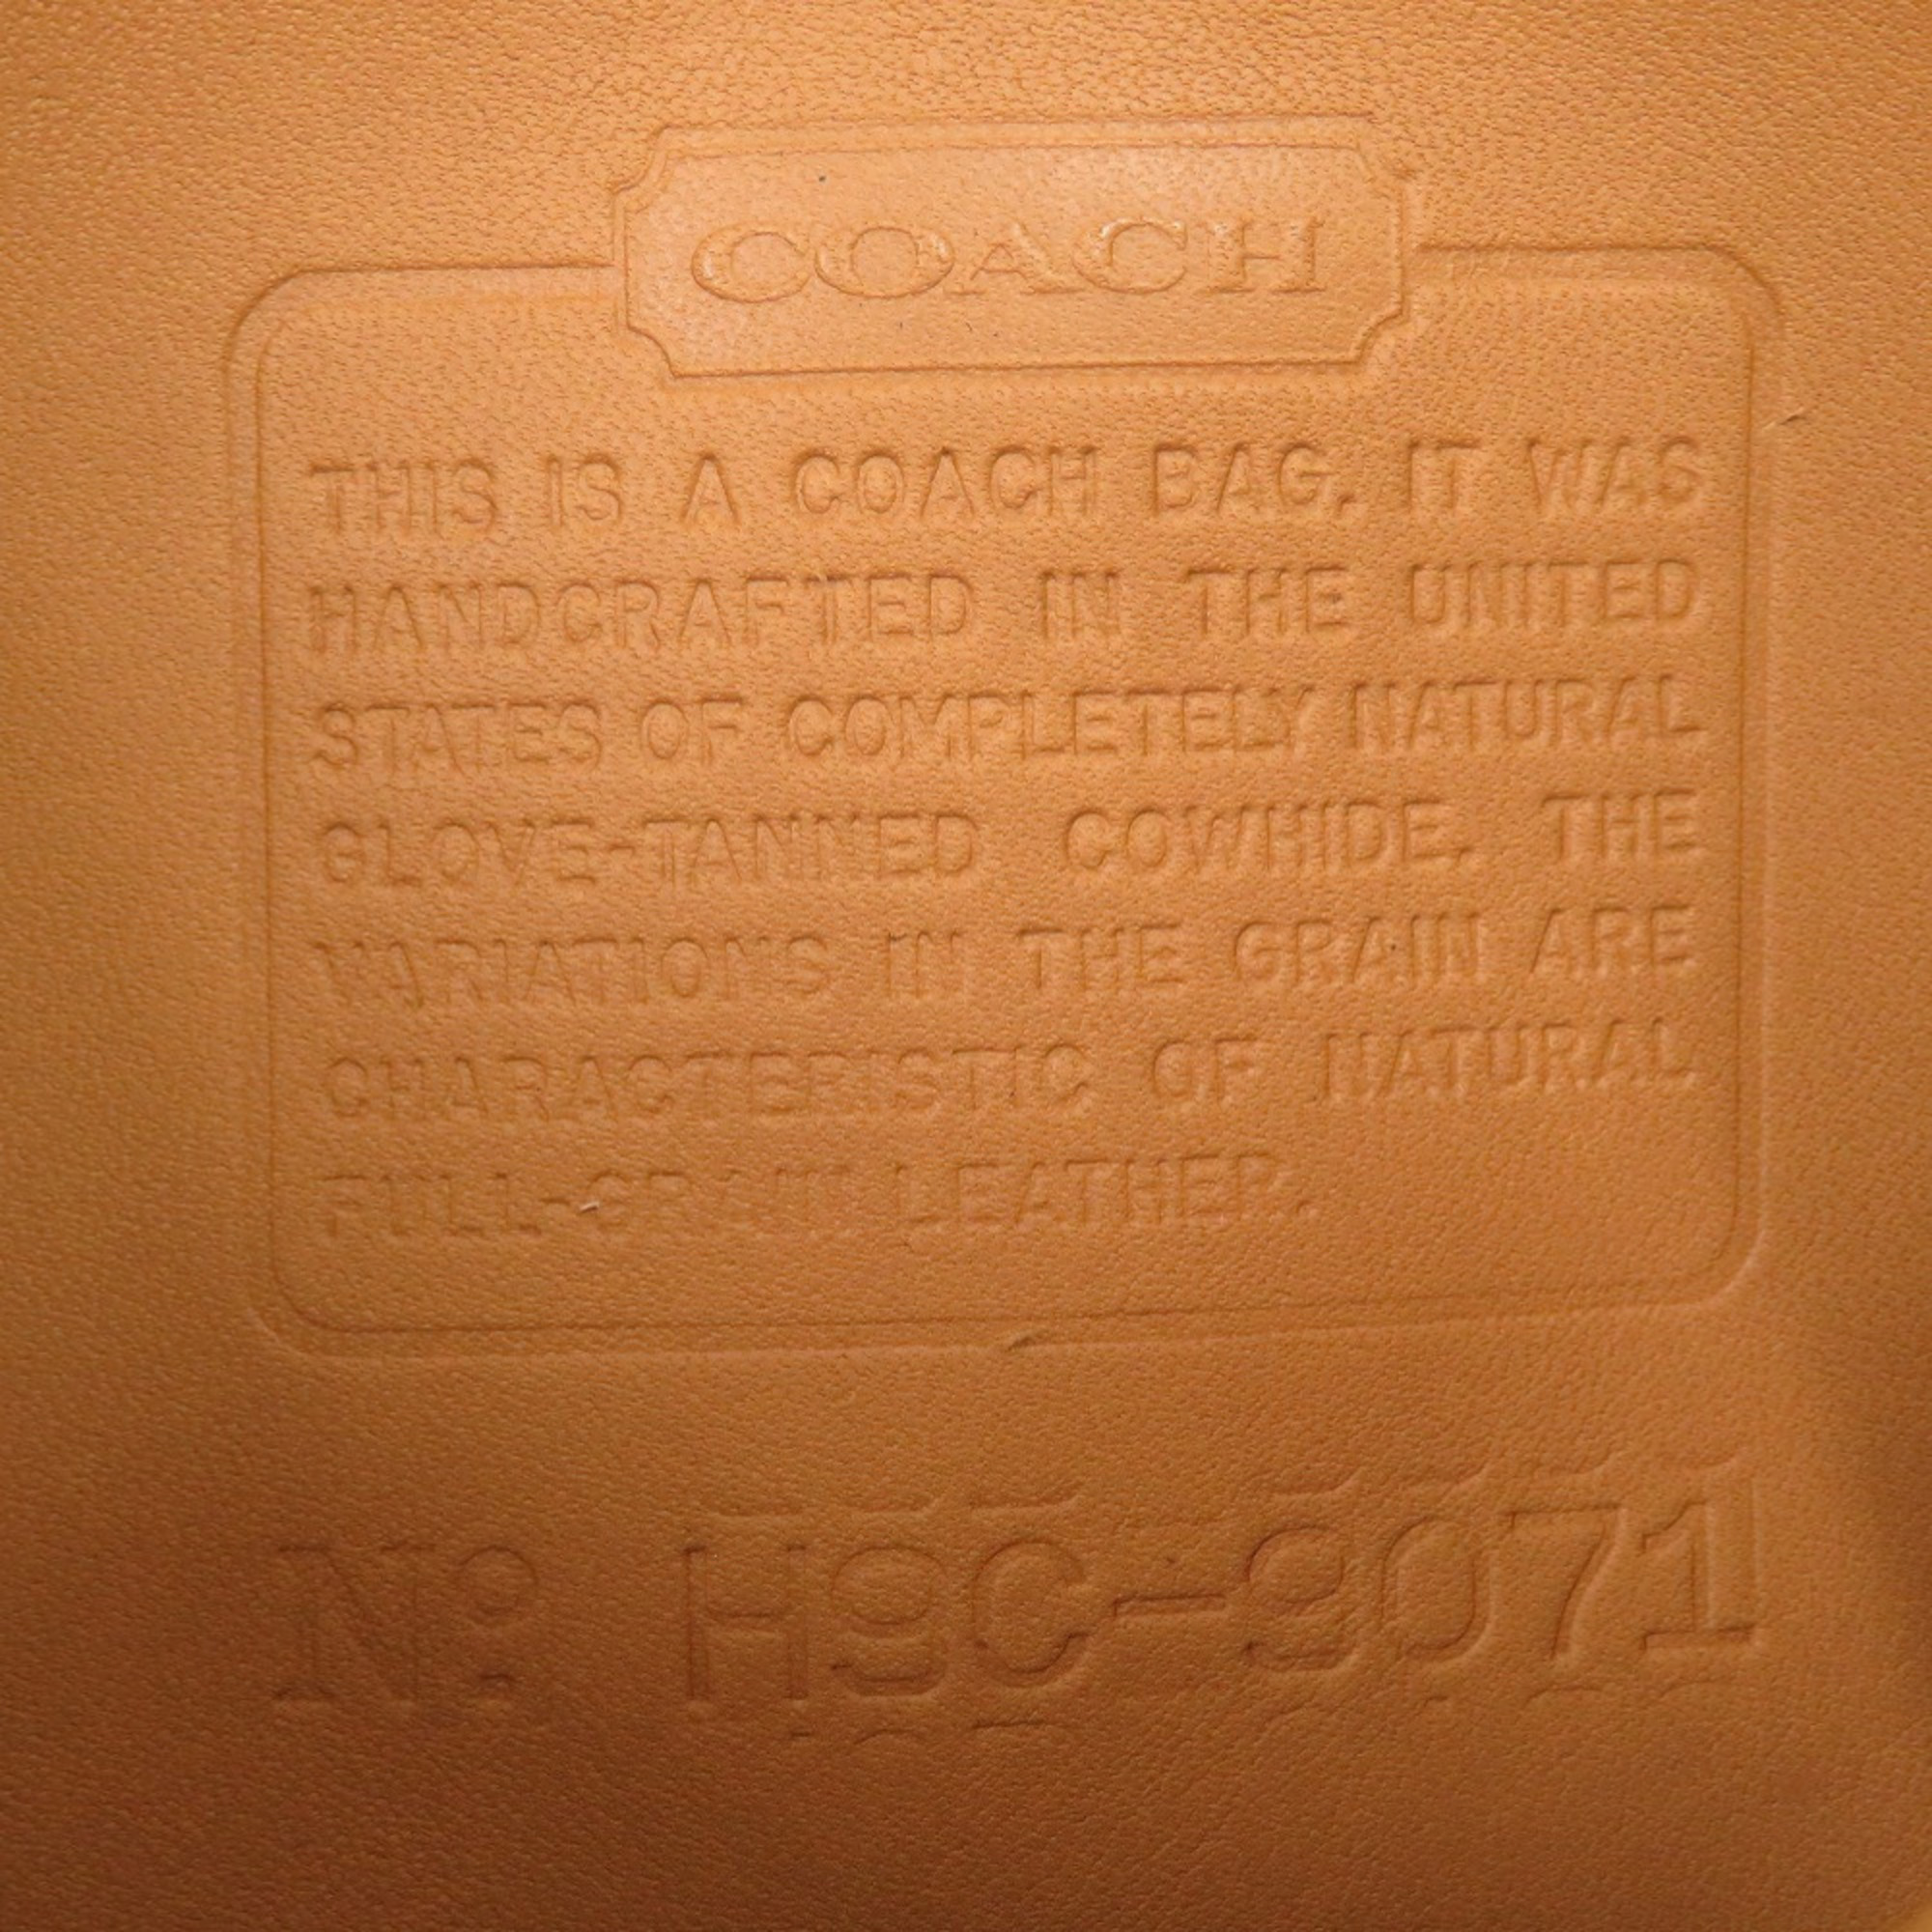 COACH
THIS IS A COACH BAG. IT WAS
HANDCRAFTED IN THE UNITED
STATES OF COMPLETELY NATURAL
GLOVE-TANNED COWHIDE. THE
VARIATIONS IN THE GRAIN ARE
CHARACTERISTIC OF NATURAL
FULL-GRAIN LEATHER.
Nº H9C-9071